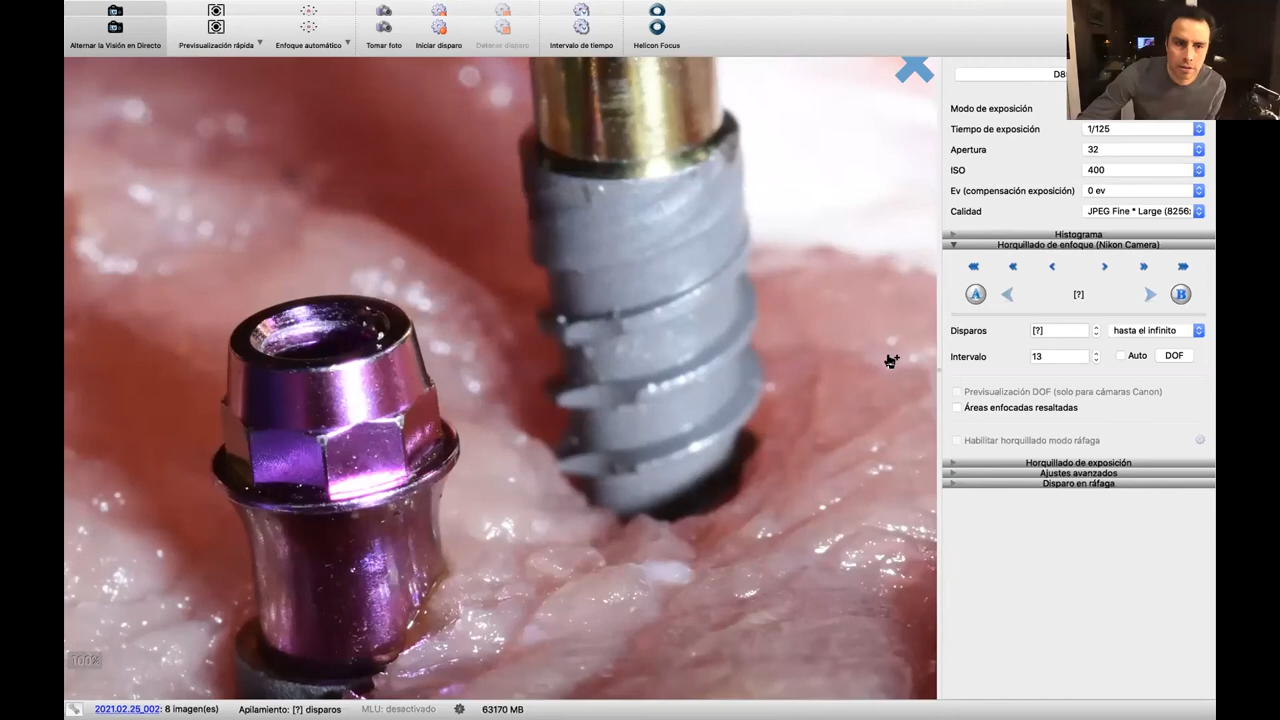 Alternar la Visión en Directo
Previsualización rápida
Enfoque automático
Tomar foto
Iniciar disparo
Detener disparo
Intervalo de tiempo
Helicon Focus
Modo de exposición
Tiempo de exposición 1/125
Apertura 32
ISO 400
Ev (compensación exposición) 0 ev
Calidad JPEG Fine * Large (8256:
Histograma
Horquillado de enfoque (Nikon Camera)
A [?] B
Disparos [?] hasta el infinito
Intervalo 13 Auto DOF
Previsualización DOF (solo para cámaras Canon)
Áreas enfocadas resaltadas
Habilitar horquillado modo ráfaga
Horquillado de exposición
Ajustes avanzados
Disparo en ráfaga
100%
2021.02.25_002: 8 imagen(es) Apilamiento: [?] disparos MLU: desactivado 63170 MB